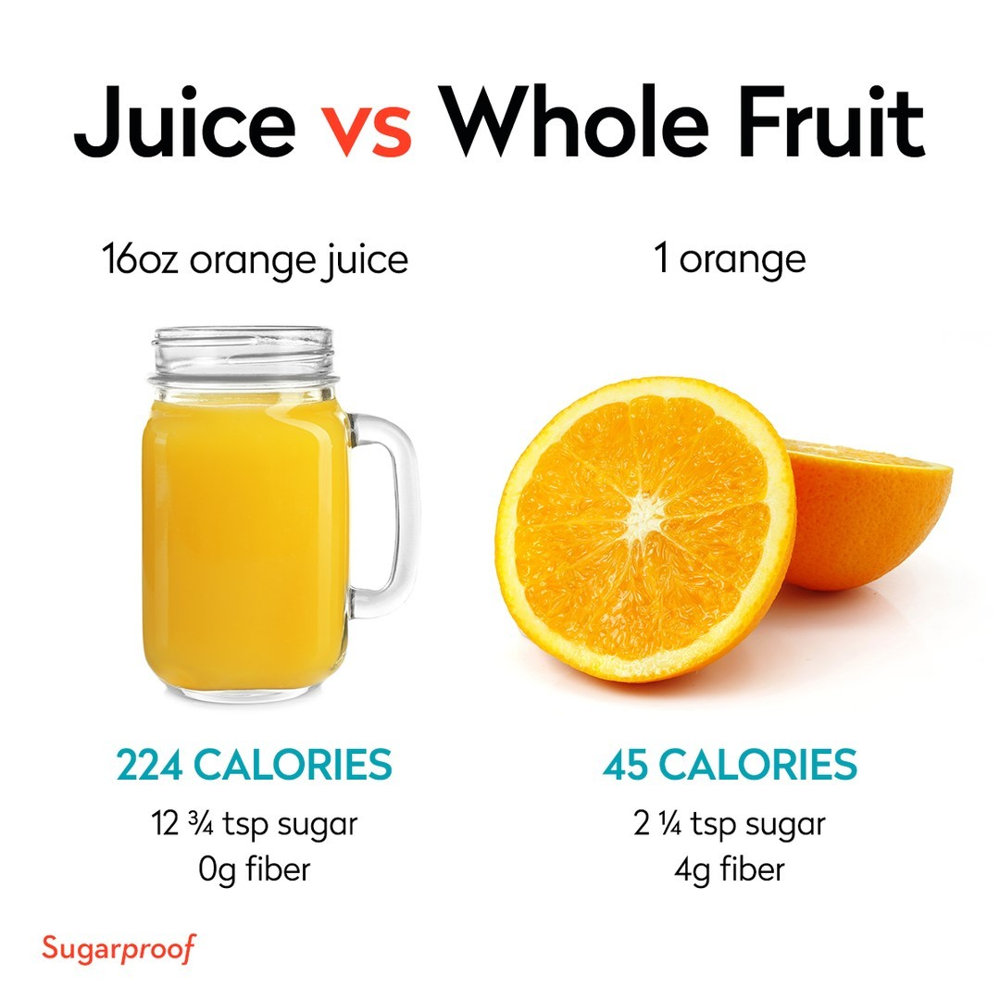 Juice vs Whole Fruit
16oz orange juice
1 orange
224 CALORIES
12 ¾ tsp sugar
0g fiber
45 CALORIES
2 ¼ tsp sugar
4g fiber
Sugarproof